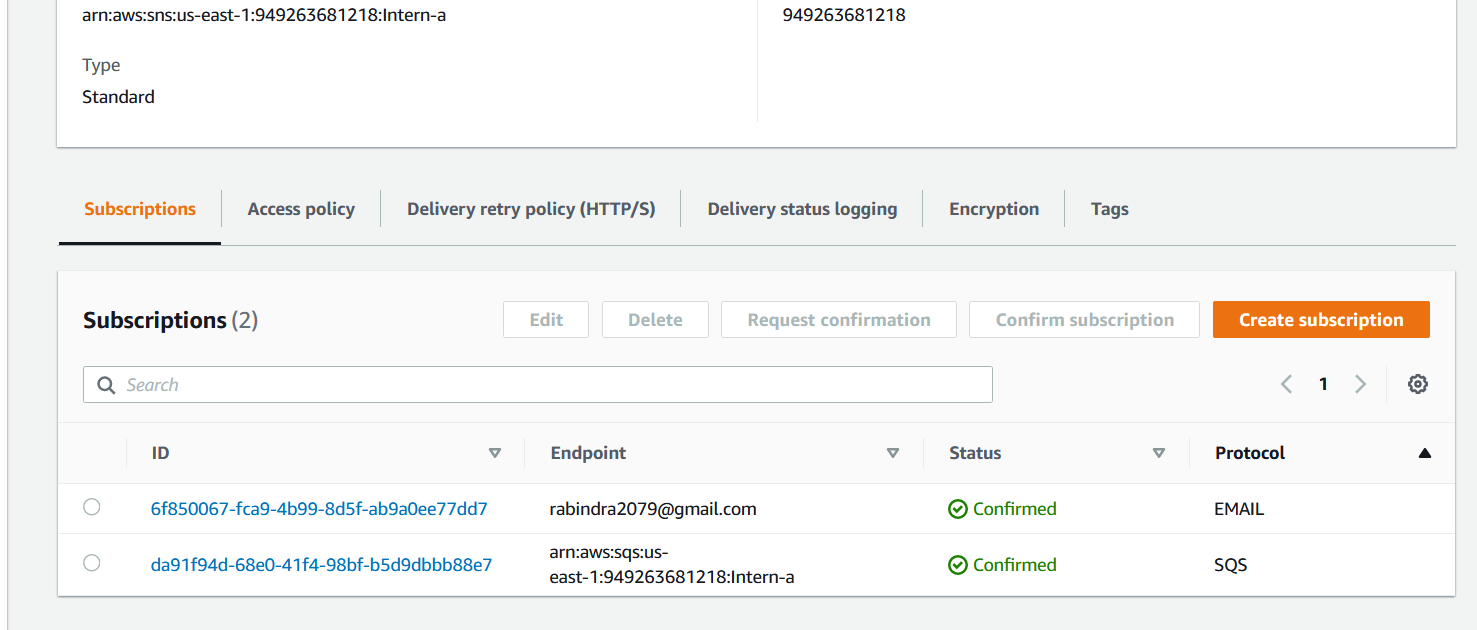 arn:aws:sns:us-east-1:949263681218:Intern-a
949263681218
Type
Standard
Subscriptions
Access policy
Delivery retry policy (HTTP/S)
Delivery status logging
Encryption
Tags
Subscriptions (2)
Edit
Delete
Request confirmation
Confirm subscription
Create subscription
Search
1
ID
Endpoint
Status
Protocol
6f850067-fca9-4b99-8d5f-ab9a0ee77dd7
rabindra2079@gmail.com
Confirmed
EMAIL
da91f94d-68e0-41f4-98bf-b5d9dbbb88e7
arn:aws:sqs:us-
east-1:949263681218:Intern-a
Confirmed
SQS